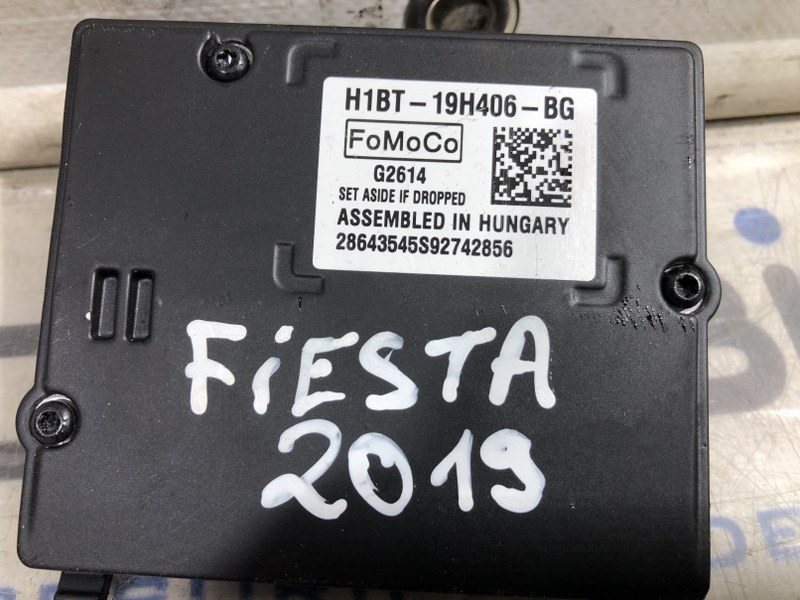 H1BT-19H406-BG
FoMoCo
G2614
SET ASIDE IF DROPPED
ASSEMBLED IN HUNGARY
28643545S92742856
FiESTA
2019